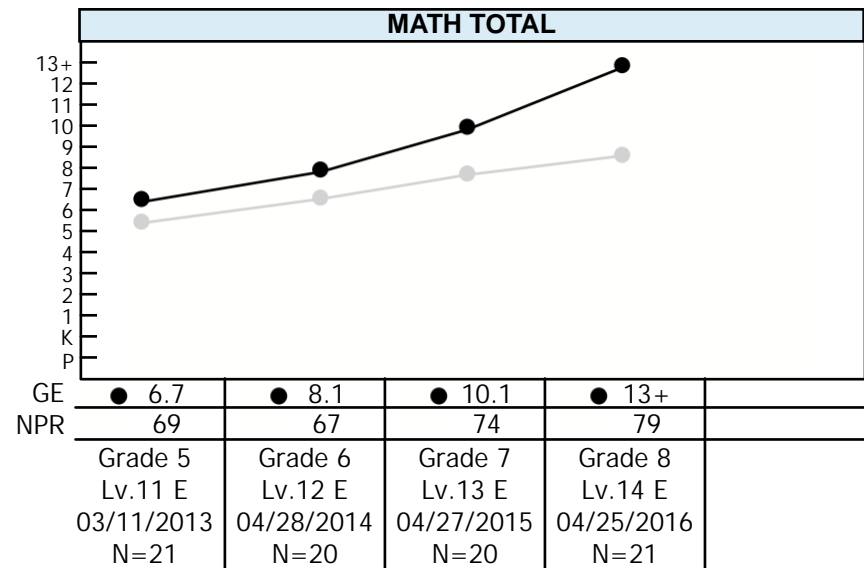 MATH TOTAL
13+
12
11
10
9
8
7
6
5
4
3
2
1
K
P
GE 6.7 8.1 10.1 13+
NPR 69 67 74 79
Grade 5 Grade 6 Grade 7 Grade 8
Lv.11 E Lv.12 E Lv.13 E Lv.14 E
03/11/2013 04/28/2014 04/27/2015 04/25/2016
N=21 N=20 N=20 N=21